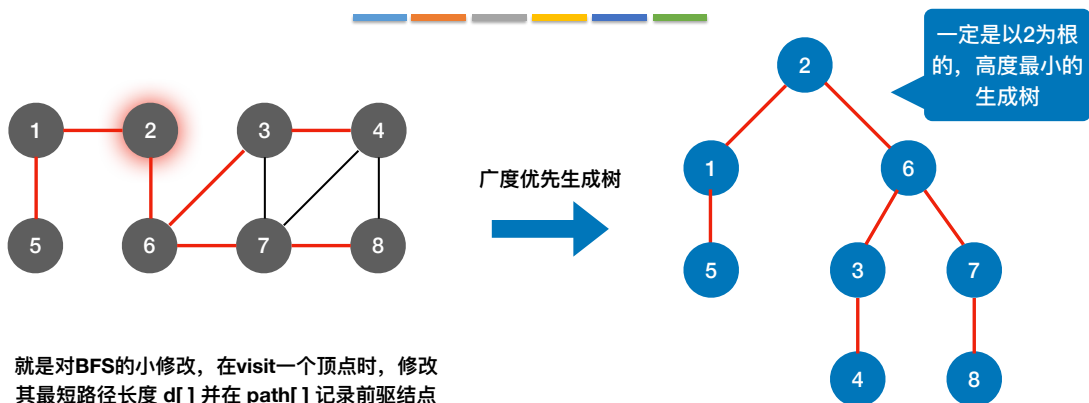 一定是以2为根
的，高度最小的
生成树
2
1
2
3
4
1
6
广度优先生成树
5
6
7
8
5
3
7
4
8
就是对BFS的小修改，在visit一个顶点时，修改
其最短路径长度 d[ ] 并在 path[ ] 记录前驱结点